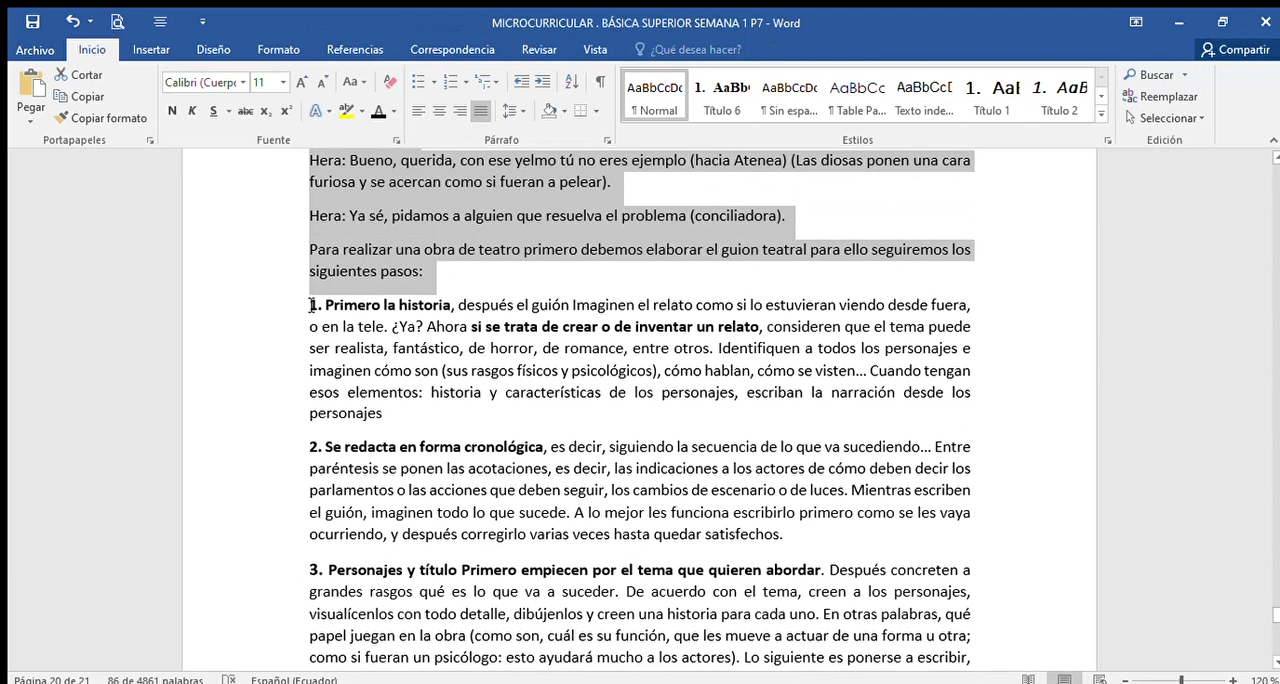 MICROCURRICULAR . BÁSICA SUPERIOR SEMANA 1 P7 - Word
Archivo Inicio Insertar Diseño Formato Referencias Correspondencia Revisar Vista ¿Qué desea hacer? Compartir
Pegar
Cortar
Copiar
Copiar formato
Portapapeles
Calibri (Cuerpo 11
Aa
N K S abc x₂ x²
Fuente
Párrafo
AaBbCcDc 1. AaBb AaBbCcDc AaBbCc AaBbCcD 1. Aal 1. AaB
¶ Normal Título 6 ¶ Sin espa... ¶ Table Pa... Texto inde... ¶ Título 1 ¶ Título 2
Estilos
Buscar
Reemplazar
Seleccionar
Edición
Hera: Bueno, querida, con ese yelmo tú no eres ejemplo (hacia Atenea) (Las diosas ponen una cara
furiosa y se acercan como si fueran a pelear).
Hera: Ya sé, pidamos a alguien que resuelva el problema (conciliadora).
Para realizar una obra de teatro primero debemos elaborar el guion teatral para ello seguiremos los
siguientes pasos:
1. Primero la historia, después el guión Imaginen el relato como si lo estuvieran viendo desde fuera,
o en la tele. ¿Ya? Ahora si se trata de crear o de inventar un relato, consideren que el tema puede
ser realista, fantástico, de horror, de romance, entre otros. Identifiquen a todos los personajes e
imaginen cómo son (sus rasgos físicos y psicológicos), cómo hablan, cómo se visten... Cuando tengan
esos elementos: historia y características de los personajes, escriban la narración desde los
personajes
2. Se redacta en forma cronológica, es decir, siguiendo la secuencia de lo que va sucediendo... Entre
paréntesis se ponen las acotaciones, es decir, las indicaciones a los actores de cómo deben decir los
parlamentos o las acciones que deben seguir, los cambios de escenario o de luces. Mientras escriben
el guión, imaginen todo lo que sucede. A lo mejor les funciona escribirlo primero como se les vaya
ocurriendo, y después corregirlo varias veces hasta quedar satisfechos.
3. Personajes y título Primero empiecen por el tema que quieren abordar. Después concreten a
grandes rasgos qué es lo que va a suceder. De acuerdo con el tema, creen a los personajes,
visualícenlos con todo detalle, dibújenlos y creen una historia para cada uno. En otras palabras, qué
papel juegan en la obra (como son, cuál es su función, que les mueve a actuar de una forma u otra;
como si fueran un psicólogo: esto ayudará mucho a los actores). Lo siguiente es ponerse a escribir,
Página 20 de 21 86 de 4861 palabras Español (Ecuador) 120 %